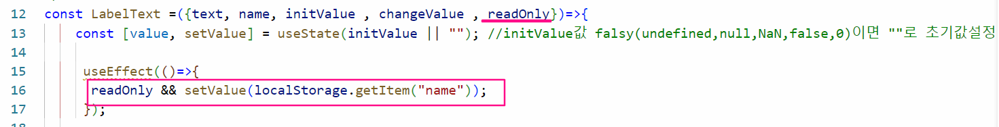 12 const LabelText =({text, name, initValue , changeValue , readOnly})=>{
13 const [value, setValue] = useState(initValue || ""); //initValue값 falsy(undefined,null,NaN,false,0)이면 ""로 초기값설정
14
15 useEffect(()=>{
16 readOnly && setValue(localStorage.getItem("name"));
17 });